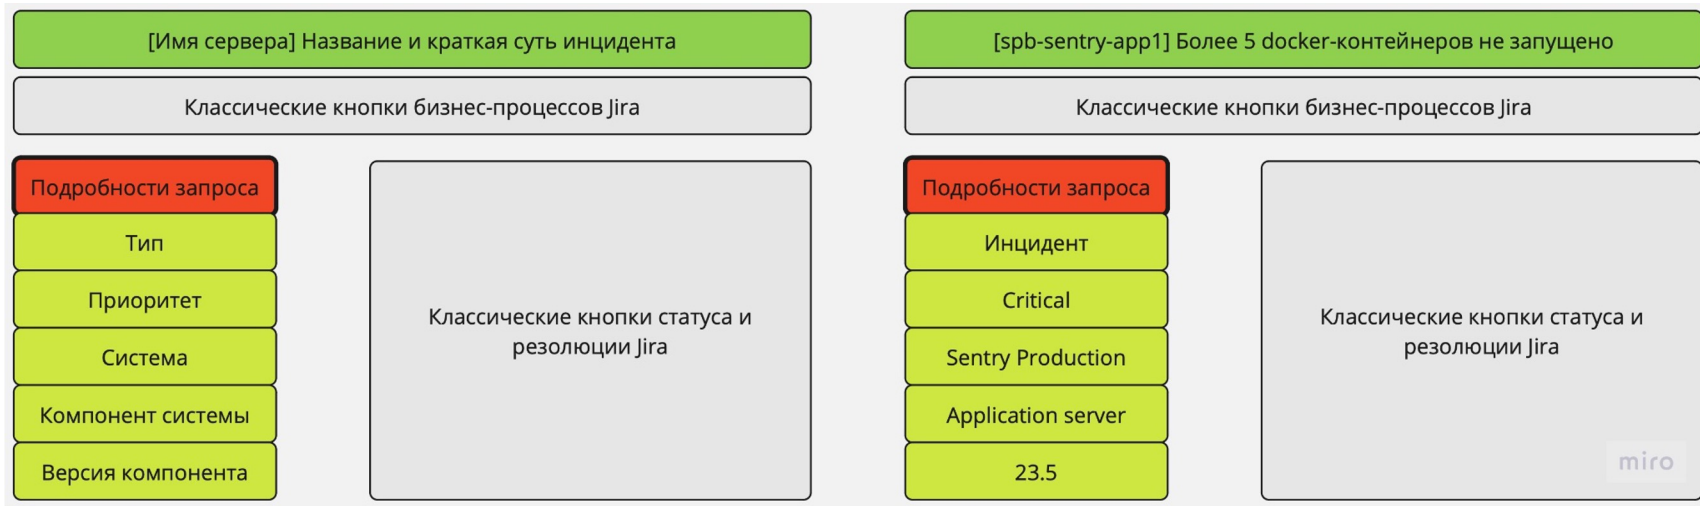 [Имя сервера] Название и краткая суть инцидента
Классические кнопки бизнес-процессов Jira
Подробности запроса
Тип
Приоритет
Система
Компонент системы
Версия компонента
Классические кнопки статуса и
резолюции Jira
[spb-sentry-app1] Более 5 docker-контейнеров не запущено
Классические кнопки бизнес-процессов Jira
Подробности запроса
Инцидент
Critical
Sentry Production
Application server
23.5
Классические кнопки статуса и
резолюции Jira
miro